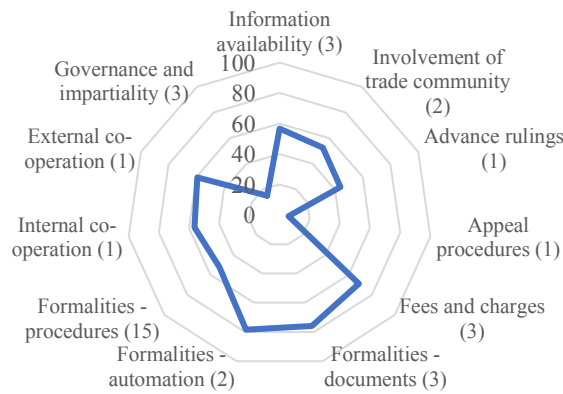 Information
availability (3)
Involvement of
trade community
(2)
Advance rulings
(1)
Appeal
procedures (1)
Fees and charges
(3)
Formalities -
documents (3)
Formalities -
automation (2)
Formalities -
procedures (15)
Internal co-
operation (1)
External co-
operation (1)
Governance and
impartiality (3)
100
80
60
40
20
0